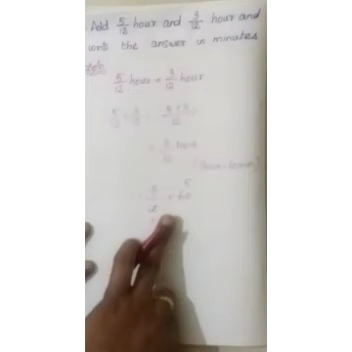 Add 5/12 hour and 3/12 hour and
write the answer in minutes
Soln
5/12 hour + 3/12 hour
5/12 + 3/12 = 5+3/12
= 8/12 hour
8/12 × 60 5